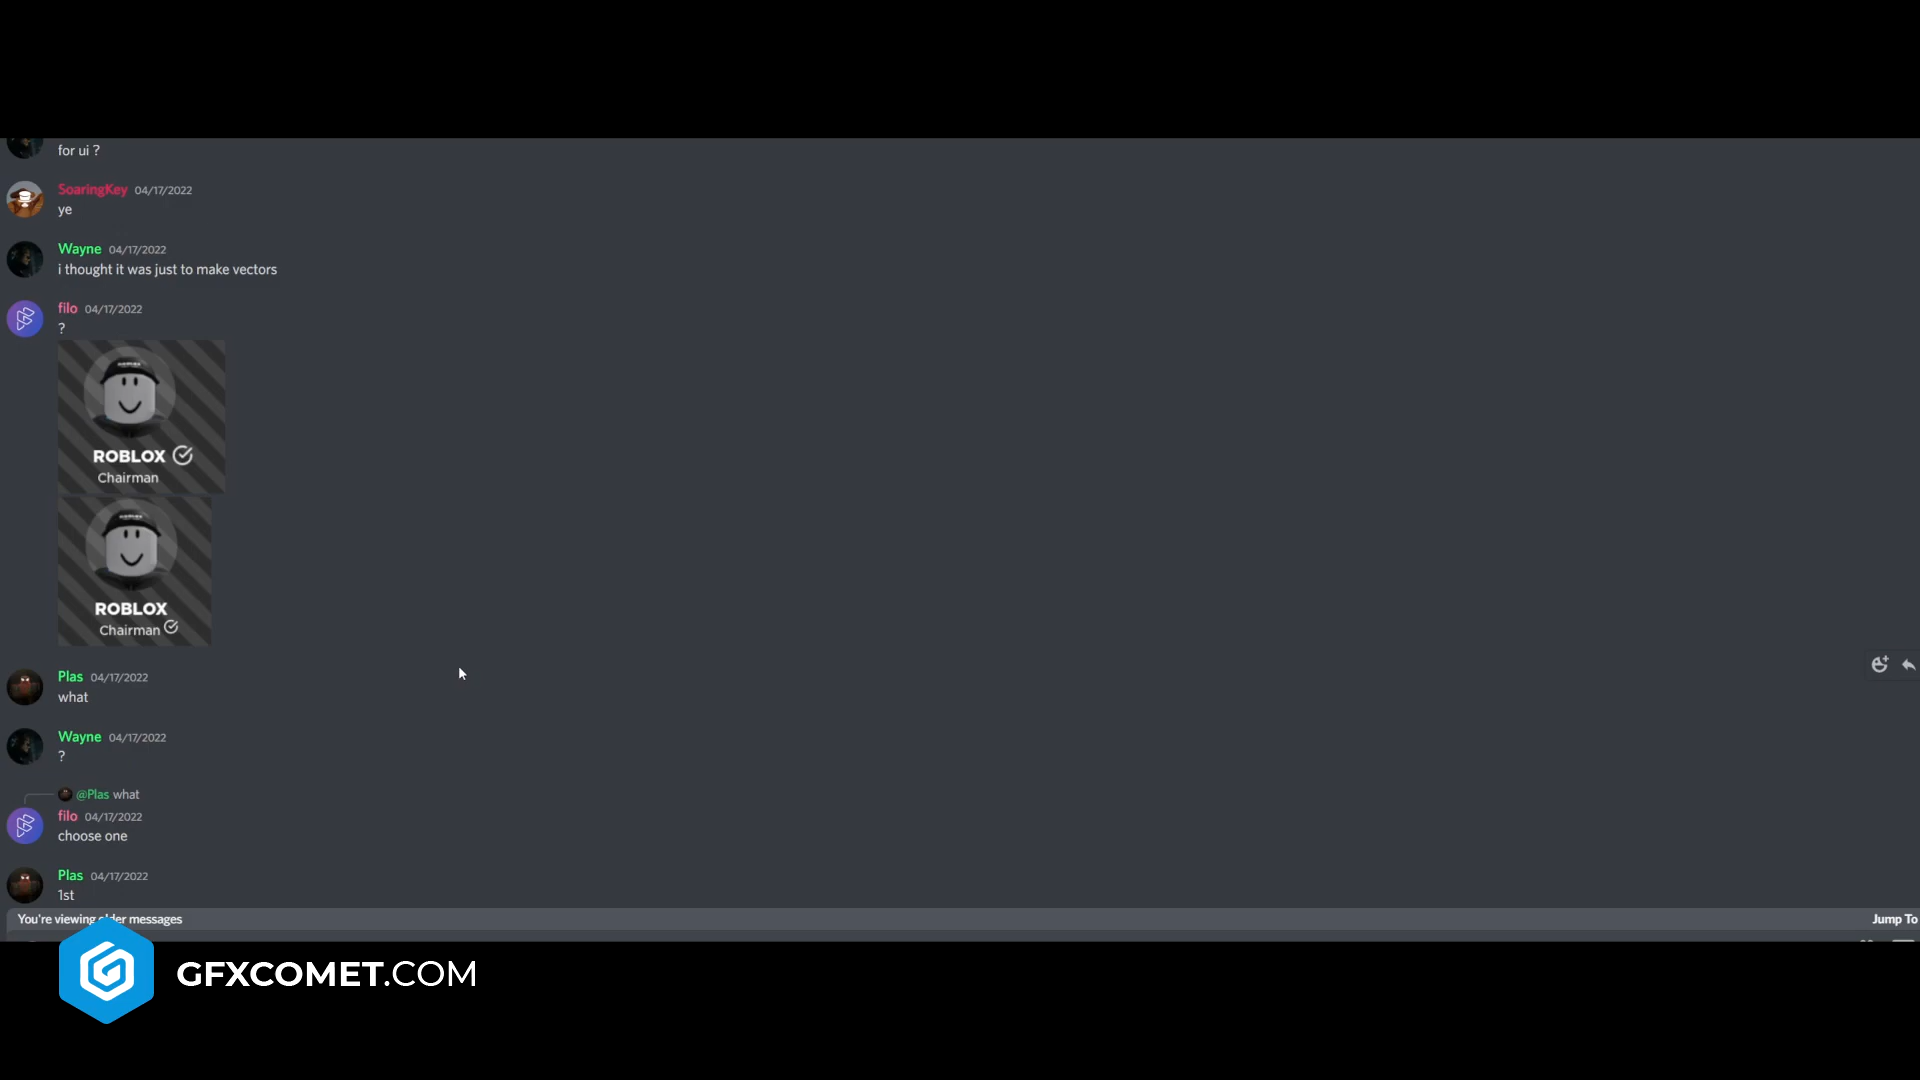 for ui ?
SoaringKey 04/17/2022
ye
Wayne 04/17/2022
i thought it was just to make vectors
filo 04/17/2022
?
ROBLOX
Chairman
ROBLOX
Chairman
Plas 04/17/2022
what
Wayne 04/17/2022
?
@Plas what
filo 04/17/2022
choose one
Plas 04/17/2022
1st
You're viewing older messages
Jump To
GFXCOMET.COM